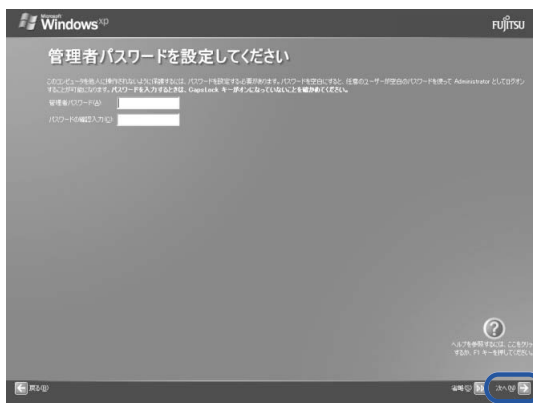 Microsoft
Windows xp
FUJITSU
管理者パスワードを設定してください
このコンピュータを他人に操作されないように保護するには、パスワードを設定する必要があります。パスワードを空白にすると、任意のユーザーが空白のパスワードを使って Administrator としてログオン
することが可能になります。パスワードを入力するときは、CapsLock キーがオンになっていないことを確かめてください。
管理者パスワード(A)
パスワードの確認入力(C)
ヘルプを参照するには、ここをクリッ
するか、F1 キーを押してください。
戻る(B)
省略(S)
次へ(N)